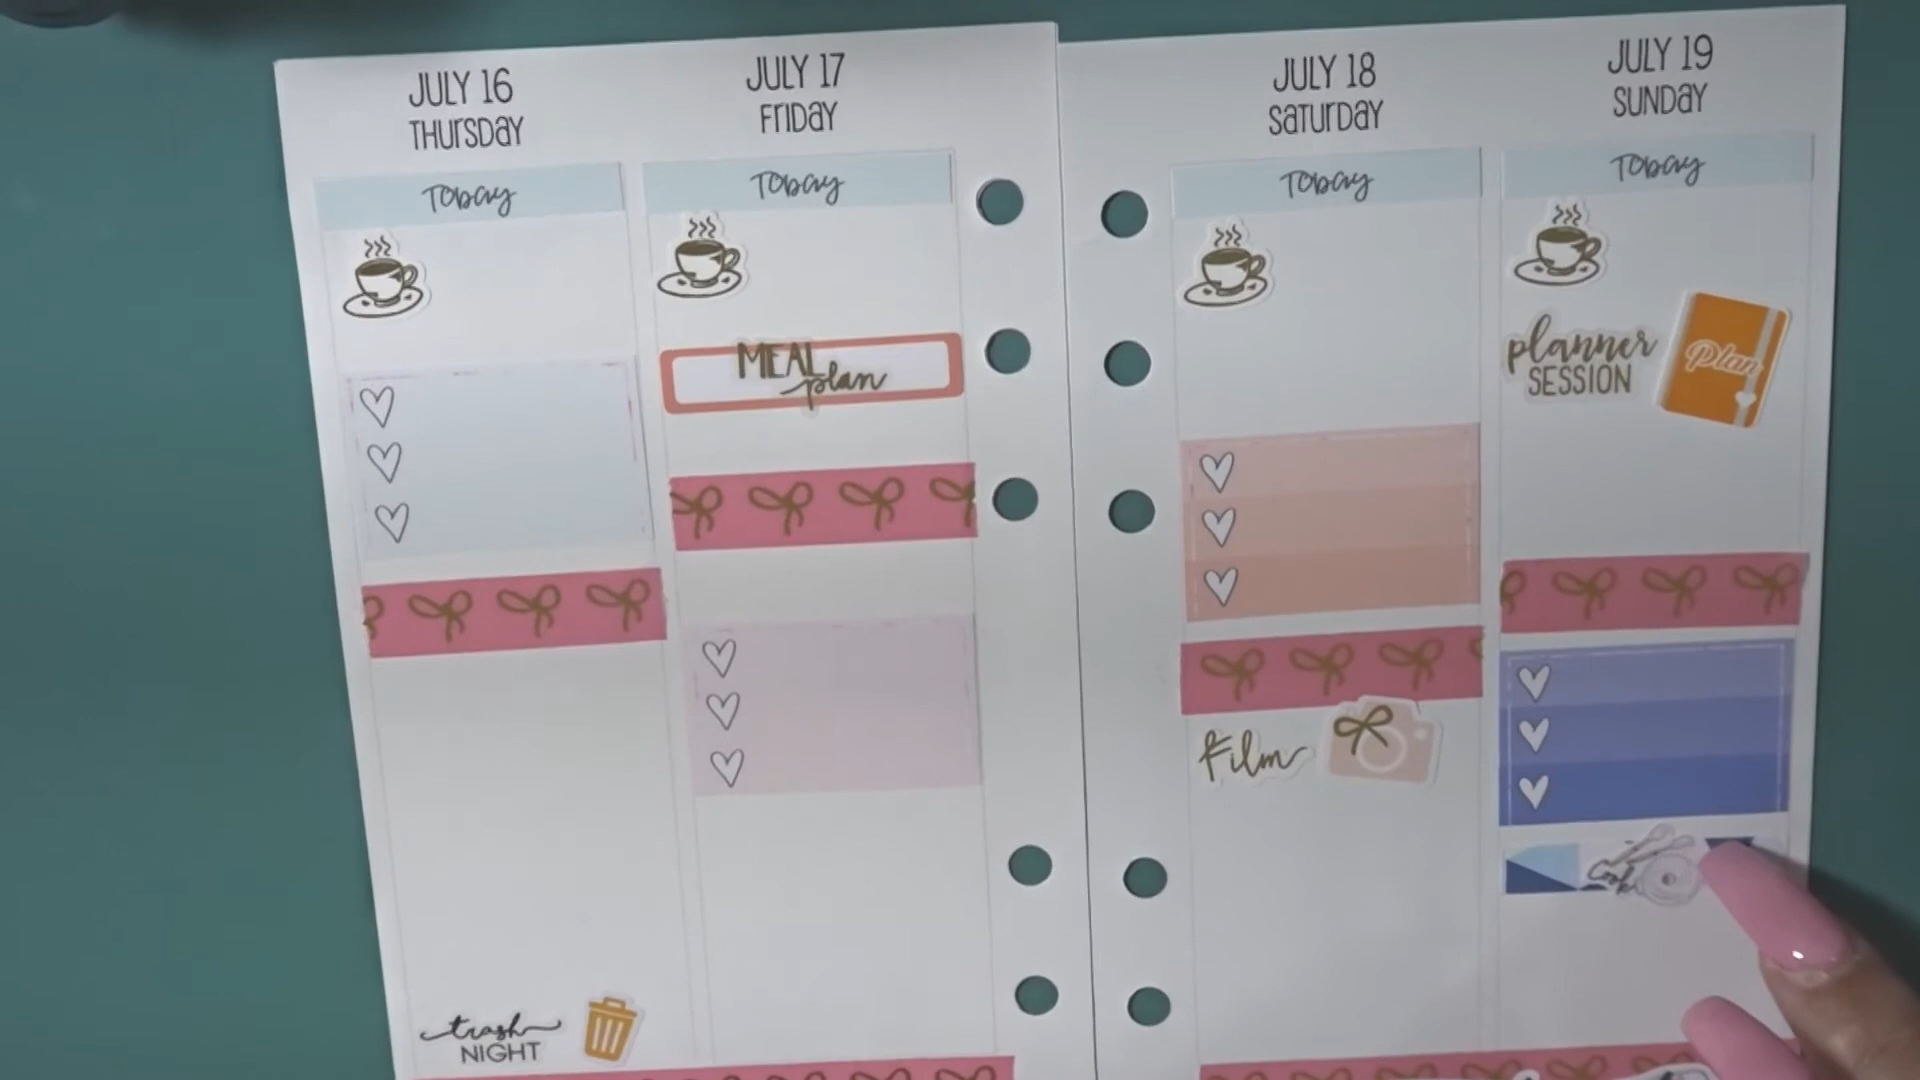 JULY 16
THURSDAY
TODAY
trash
NIGHT
JULY 17
FRIDAY
TODAY
MEAL
plan
JULY 18
SATURDAY
TODAY
Film
JULY 19
SUNDAY
TODAY
planner
SESSION
Plan
Cook